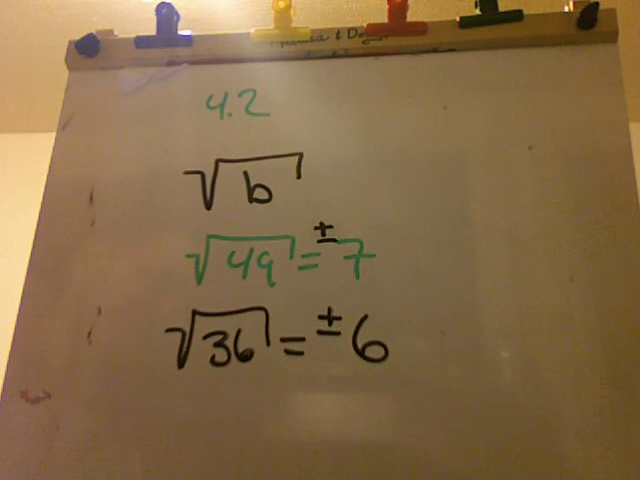 4.2
√b
√49 = ± 7
√36 = ± 6